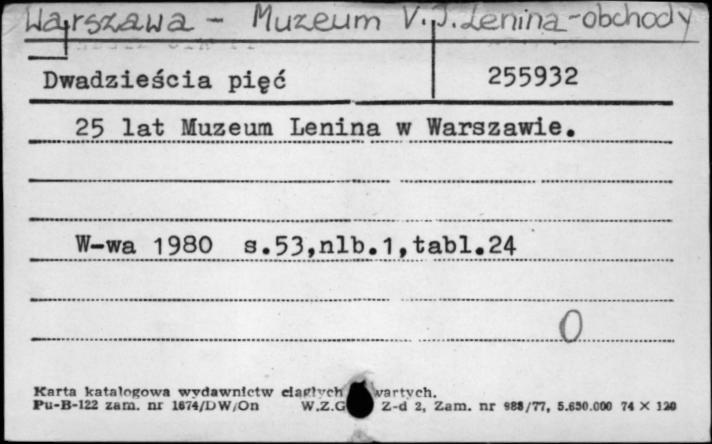 Warszawa - Muzeum V.J. Lenina - obchody
Dwadzieścia pięć 255932
25 lat Muzeum Lenina w Warszawie.
W-wa 1980 s.53,nlb.1,tabl.24
0
Karta katalogowa wydawnictw ciągłych wartych.
Pu-B-122 zam. nr 1674/DW/On W.Z.G Z-d 2, Zam. nr 988/77, 5.650.000 74 X 120